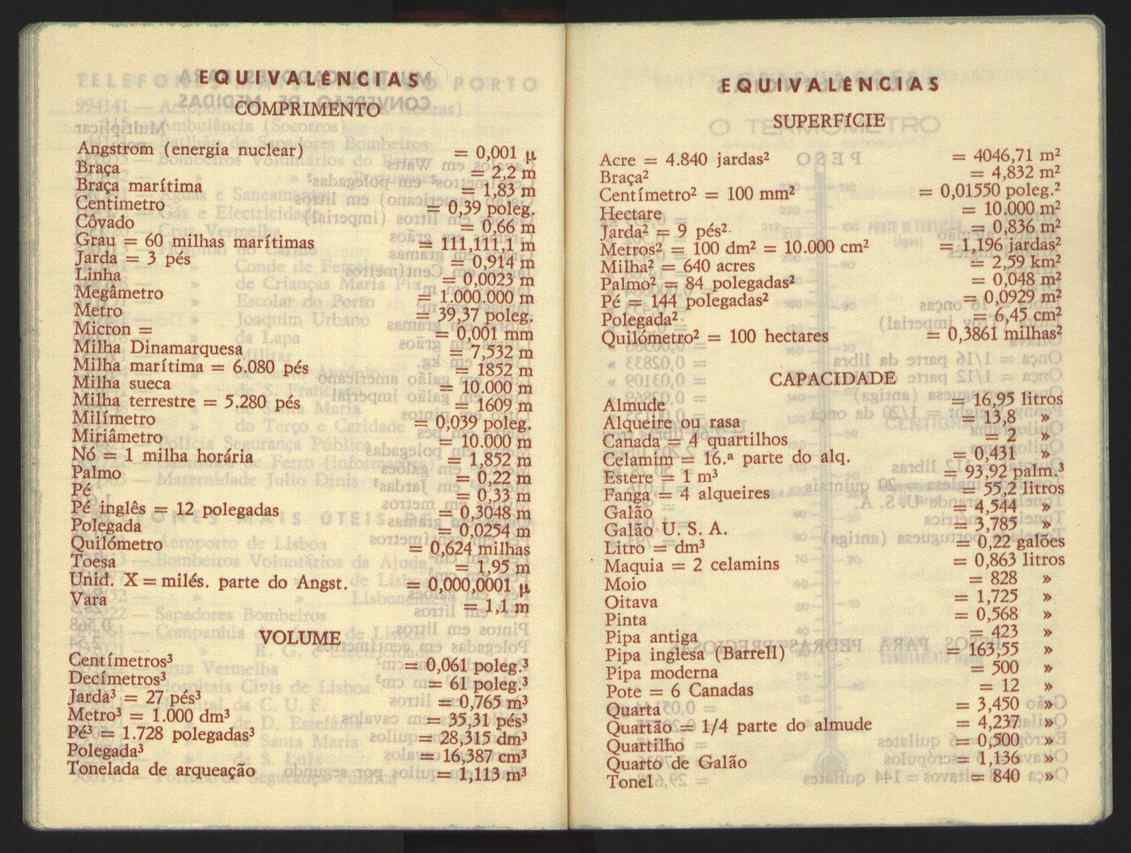 EQUIVALÊNCIAS
COMPRIMENTO
Angstrom (energia nuclear) = 0,001 µ
Braça = 2,2 m
Braça marítima = 1,83 m
Centímetro = 0,39 poleg.
Côvado = 0,66 m
Grau = 60 milhas marítimas = 111,111,1 m
Jarda = 3 pés = 0,914 m
Linha = 0,0023 m
Megâmetro = 1.000.000 m
Metro = 39,37 poleg.
Micron = = 0,001 mm
Milha Dinamarquesa = 7,532 m
Milha marítima = 6.080 pés = 1852 m
Milha sueca = 10.000 m
Milha terrestre = 5.280 pés = 1609 m
Milímetro = 0,039 poleg.
Miriâmetro = 10.000 m
Nó = 1 milha horária = 1,852 m
Palmo = 0,22 m
Pé = 0,33 m
Pé inglês = 12 polegadas = 0,3048 m
Polegada = 0,0254 m
Quilómetro = 0,624 milhas
Toesa = 1,95 m
Unid. X = milés. parte do Angst. = 0,000,0001 µ
Vara = 1,1 m
VOLUME
Centímetros³ = 0,061 poleg.³
Decímetros³ = 61 poleg.³
Jarda³ = 27 pés³ = 0,765 m³
Metro³ = 1.000 dm³ = 35,31 pés³
Pé³ = 1.728 polegadas³ = 28,315 dm³
Polegada³ = 16,387 cm³
Tonelada de arqueação = 1,113 m³
EQUIVALÊNCIAS
SUPERFÍCIE
Acre = 4.840 jardas² = 4046,71 m²
Braça² = 4,832 m²
Centímetro² = 100 mm² = 0,01550 poleg.²
Hectare = 10.000 m²
Jarda² = 9 pés² = 0,836 m²
Metros² = 100 dm² = 10.000 cm² = 1,196 jardas²
Milha² = 640 acres = 2,59 km²
Palmo² = 84 polegadas² = 0,048 m²
Pé = 144 polegadas² = 0,0929 m²
Polegada² = 6,45 cm²
Quilómetro² = 100 hectares = 0,3861 milhas²
CAPACIDADE
Almude = 16,95 litros
Alqueire ou rasa = 13,8 »
Canada = 4 quartilhos = 2 »
Celamim = 16.ª parte do alq. = 0,431 »
Estere = 1 m³ = 93,92 palm.³
Fanga = 4 alqueires = 55,2 litros
Galão = 4,544 »
Galão U. S. A. = 3,785 »
Litro = dm³ = 0,22 galões
Maquia = 2 celamins = 0,863 litros
Moio = 828 »
Oitava = 1,725 »
Pinta = 0,568 »
Pipa antiga = 423 »
Pipa inglesa (Barrell) = 163,55 »
Pipa moderna = 500 »
Pote = 6 Canadas = 12 »
Quarta = 3,450 »
Quartão = 1/4 parte do almude = 4,237 »
Quartilho = 0,500 »
Quarto de Galão = 1,136 »
Tonel = 840 »